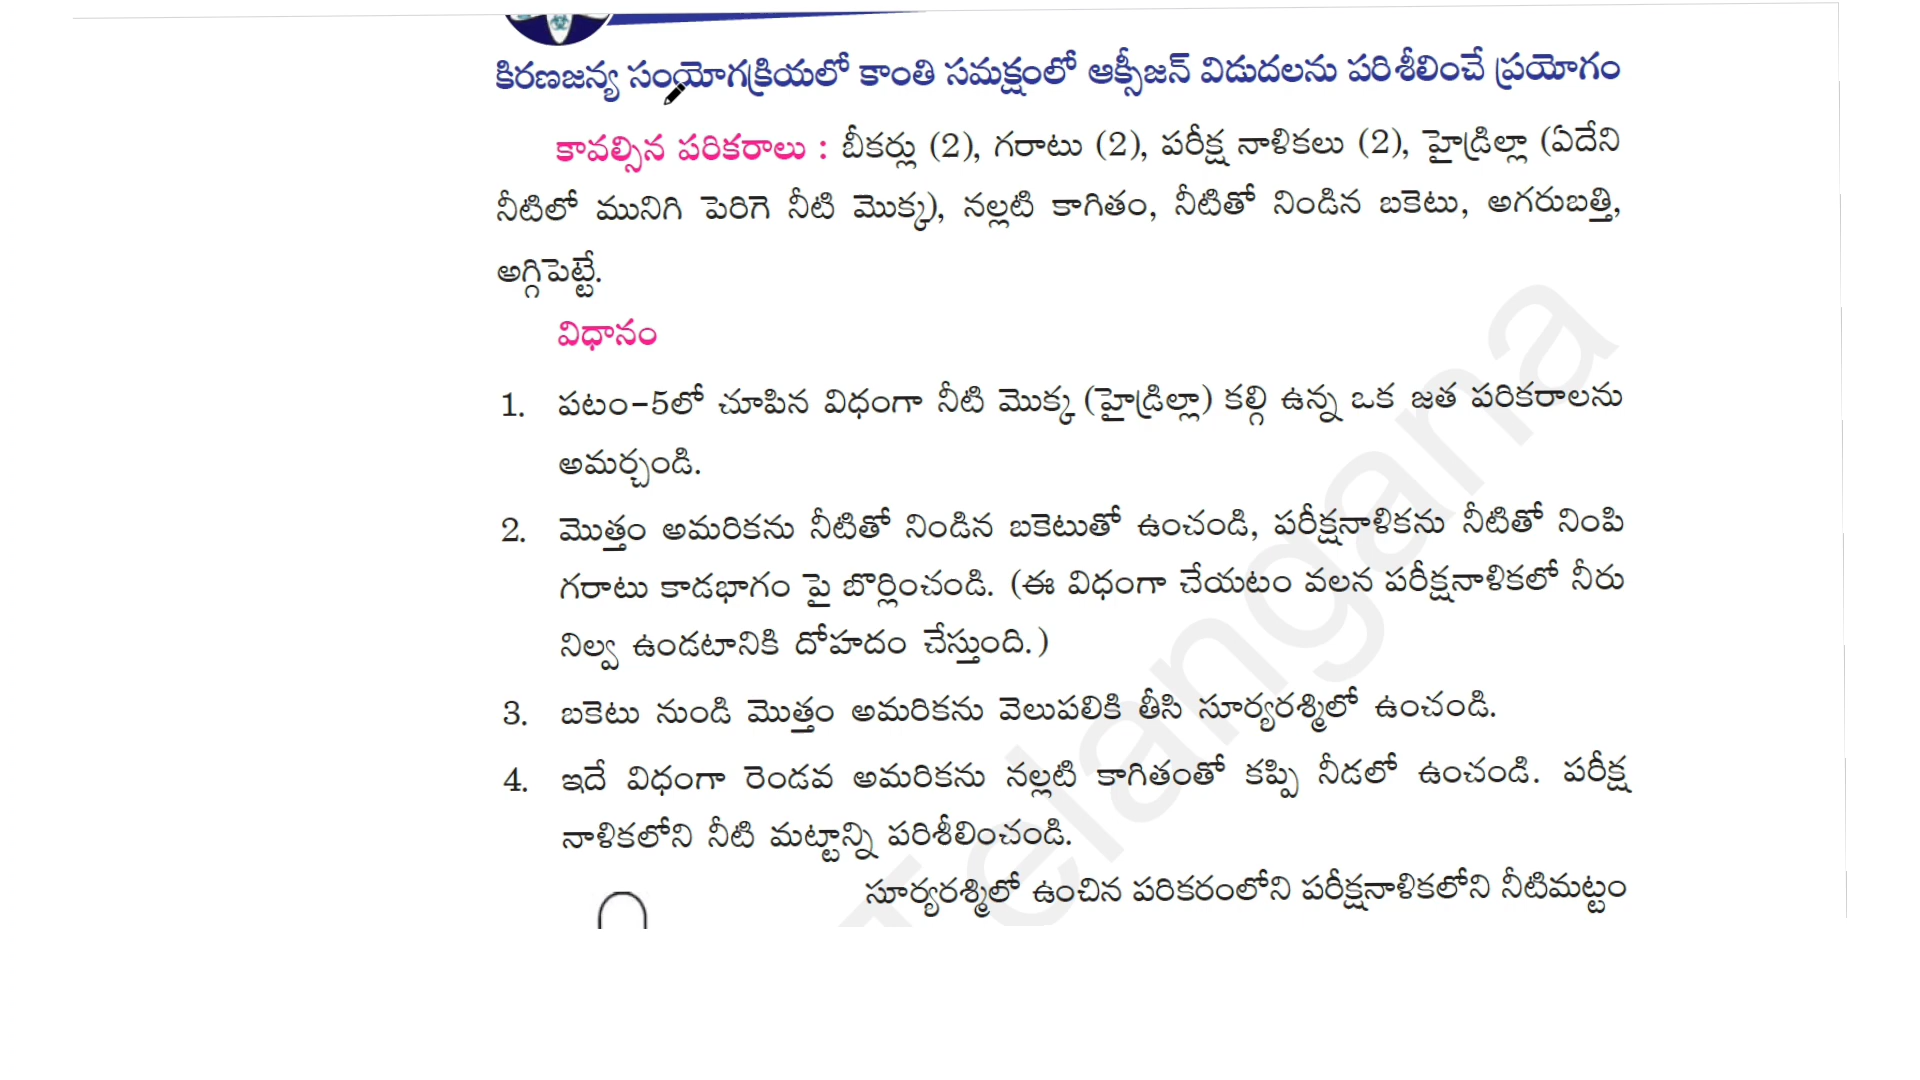 కిరణజన్య సంయోగక్రియలో కాంతి సమక్షంలో ఆక్సీజన్ విడుదలను పరిశీలించే ప్రయోగం
కావల్సిన పరికరాలు : బీకర్లు (2), గరాటు (2), పరీక్ష నాళికలు (2), హైడ్రిల్లా (ఏదేని
నీటిలో మునిగి పెరిగె నీటి మొక్క), నల్లటి కాగితం, నీటితో నిండిన బకెటు, అగరుబత్తి,
అగ్గిపెట్టే.
విధానం
1. పటం-5లో చూపిన విధంగా నీటి మొక్క (హైడ్రిల్లా) కల్గి ఉన్న ఒక జత పరికరాలను
అమర్చండి.
2. మొత్తం అమరికను నీటితో నిండిన బకెటుతో ఉంచండి, పరీక్షనాళికను నీటితో నింపి
గరాటు కాడభాగం పై బొర్లించండి. (ఈ విధంగా చేయటం వలన పరీక్షనాళికలో నీరు
నిల్వ ఉండటానికి దోహదం చేస్తుంది.)
3. బకెటు నుండి మొత్తం అమరికను వెలుపలికి తీసి సూర్యరశ్మిలో ఉంచండి.
4. ఇదే విధంగా రెండవ అమరికను నల్లటి కాగితంతో కప్పి నీడలో ఉంచండి. పరీక్ష
నాళికలోని నీటి మట్టాన్ని పరిశీలించండి.
సూర్యరశ్మిలో ఉంచిన పరికరంలోని పరీక్షనాళికలోని నీటిమట్టం
Telangana